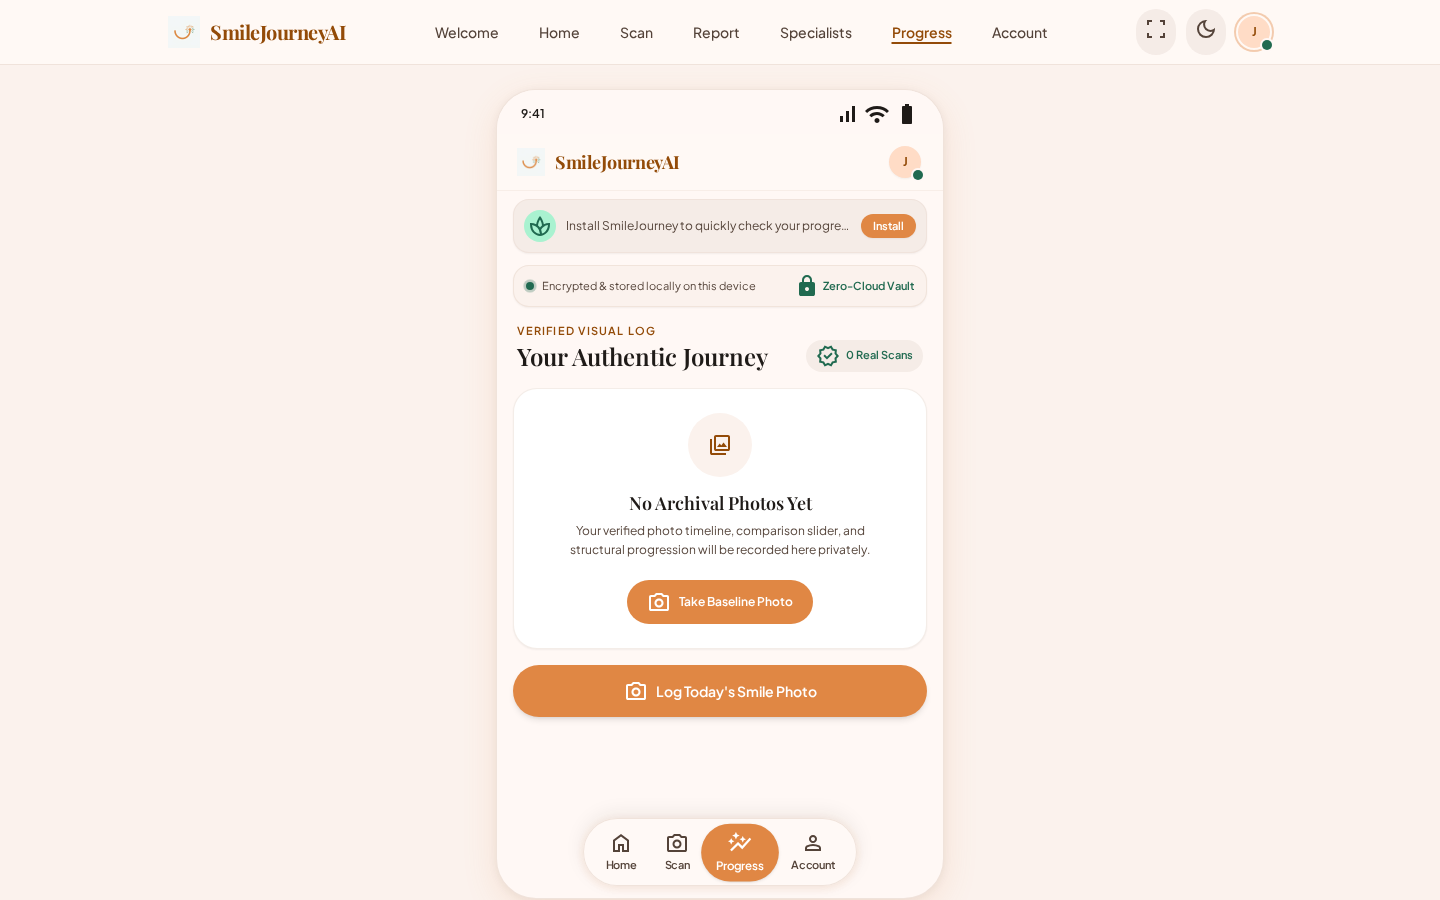 SmileJourneyAI
Welcome
Home
Scan
Report
Specialists
Progress
Account
J
9:41
SmileJourneyAI
J
Install SmileJourney to quickly check your progre...
Install
Encrypted & stored locally on this device
Zero-Cloud Vault
VERIFIED VISUAL LOG
Your Authentic Journey
0 Real Scans
No Archival Photos Yet
Your verified photo timeline, comparison slider, and
structural progression will be recorded here privately.
Take Baseline Photo
Log Today's Smile Photo
Home
Scan
Progress
Account